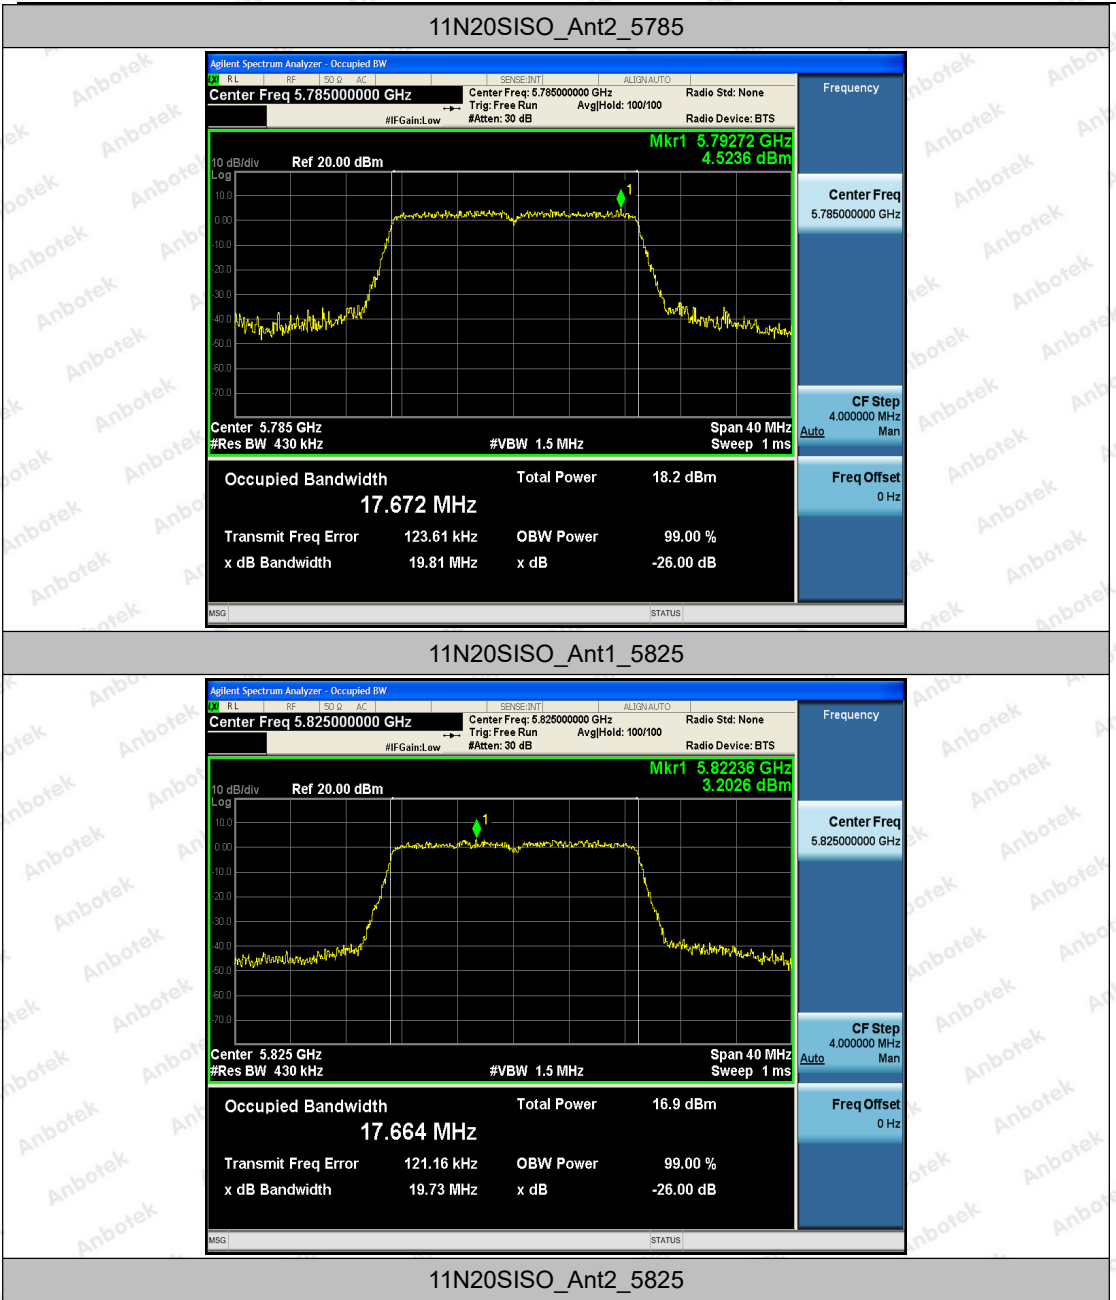 11N20SISO_Ant2_5785
Agilent Spectrum Analyzer - Occupied BW
LXI RL RF 50 Ω AC SENSE:INT ALIGNAUTO
Center Freq 5.785000000 GHz
Center Freq: 5.785000000 GHz Radio Std: None
Trig: Free Run Avg|Hold: 100/100
#IFGain:Low #Atten: 30 dB Radio Device: BTS
Mkr1 5.79272 GHz
4.5236 dBm
10 dB/div Ref 20.00 dBm
Log
10.0
0.00
-10.0
-20.0
-30.0
-40.0
-50.0
-60.0
-70.0
1
Center 5.785 GHz Span 40 MHz
#Res BW 430 kHz #VBW 1.5 MHz Sweep 1 ms
Occupied Bandwidth Total Power 18.2 dBm
17.672 MHz
Transmit Freq Error 123.61 kHz OBW Power 99.00 %
x dB Bandwidth 19.81 MHz x dB -26.00 dB
MSG STATUS
Frequency
Center Freq
5.785000000 GHz
CF Step
4.000000 MHz
Auto Man
Freq Offset
0 Hz
11N20SISO_Ant1_5825
Agilent Spectrum Analyzer - Occupied BW
LXI RL RF 50 Ω AC SENSE:INT ALIGNAUTO
Center Freq 5.825000000 GHz
Center Freq: 5.825000000 GHz Radio Std: None
Trig: Free Run Avg|Hold: 100/100
#IFGain:Low #Atten: 30 dB Radio Device: BTS
Mkr1 5.82236 GHz
3.2026 dBm
10 dB/div Ref 20.00 dBm
Log
10.0
0.00
-10.0
-20.0
-30.0
-40.0
-50.0
-60.0
-70.0
1
Center 5.825 GHz Span 40 MHz
#Res BW 430 kHz #VBW 1.5 MHz Sweep 1 ms
Occupied Bandwidth Total Power 16.9 dBm
17.664 MHz
Transmit Freq Error 121.16 kHz OBW Power 99.00 %
x dB Bandwidth 19.73 MHz x dB -26.00 dB
MSG STATUS
Frequency
Center Freq
5.825000000 GHz
CF Step
4.000000 MHz
Auto Man
Freq Offset
0 Hz
11N20SISO_Ant2_5825